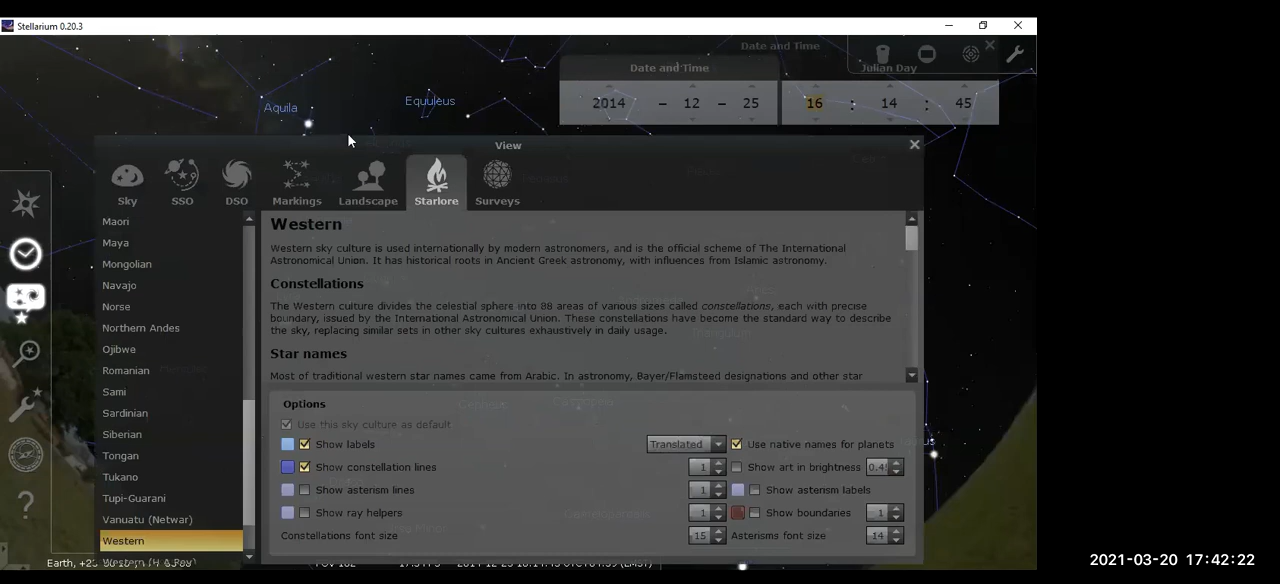 Stellarium 0.20.3
Date and Time
Date and Time
Julian Day
2014 - 12 - 25 16 : 14 : 45
Aquila
Equuleus
View
Sky SSO DSO Markings Landscape Starlore Surveys
Maori
Maya
Mongolian
Navajo
Norse
Northern Andes
Ojibwe
Romanian
Sami
Sardinian
Siberian
Tongan
Tukano
Tupi-Guarani
Vanuatu (Netwar)
Western
Western (H.A.Rey)
Western
Western sky culture is used internationally by modern astronomers, and is the official scheme of The International
Astronomical Union. It has historical roots in Ancient Greek astronomy, with influences from Islamic astronomy.
Constellations
The Western culture divides the celestial sphere into 88 areas of various sizes called constellations, each with precise
boundary, issued by the International Astronomical Union. These constellations have become the standard way to describe
the sky, replacing similar sets in other sky cultures exhaustively in daily usage.
Star names
Most of traditional western star names came from Arabic. In astronomy, Bayer/Flamsteed designations and other star
Options
Use this sky culture as default
Show labels Translated Use native names for planets
Show constellation lines 1 Show art in brightness 0.45
Show asterism lines 1 Show asterism labels
Show ray helpers 1 Show boundaries 1
Constellations font size 15 Asterisms font size 14
2021-03-20 17:42:22